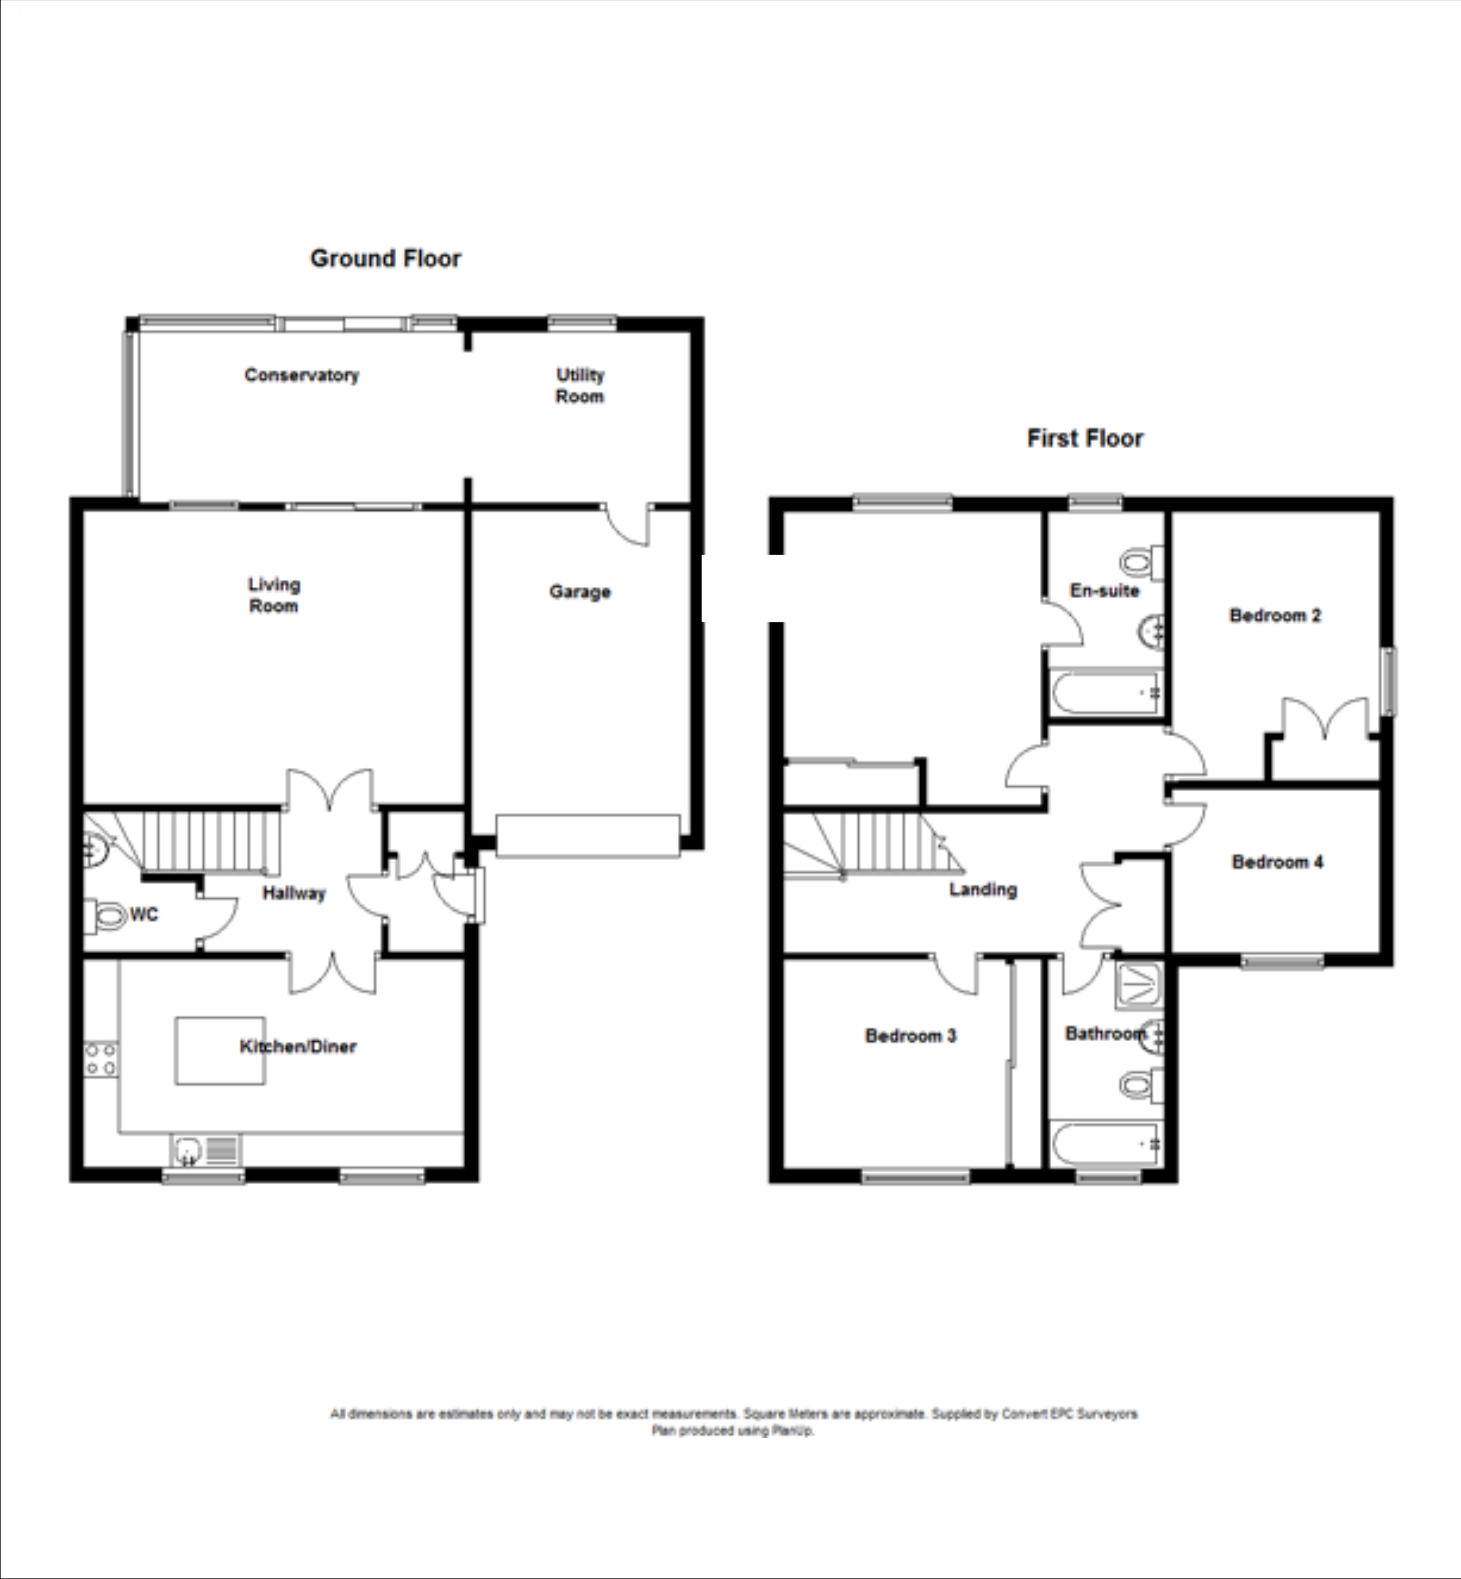 Ground Floor
Conservatory
Utility
Room
Living
Room
Garage
Hallway
WC
Kitchen/Diner
First Floor
En-suite
Bedroom 2
Bedroom 4
Landing
Bedroom 3
Bathroom
All dimensions are estimates only and may not be exact measurements. Square Meters are approximate. Supplied by Convert EPC Surveyors
Plan produced using PlanUp.